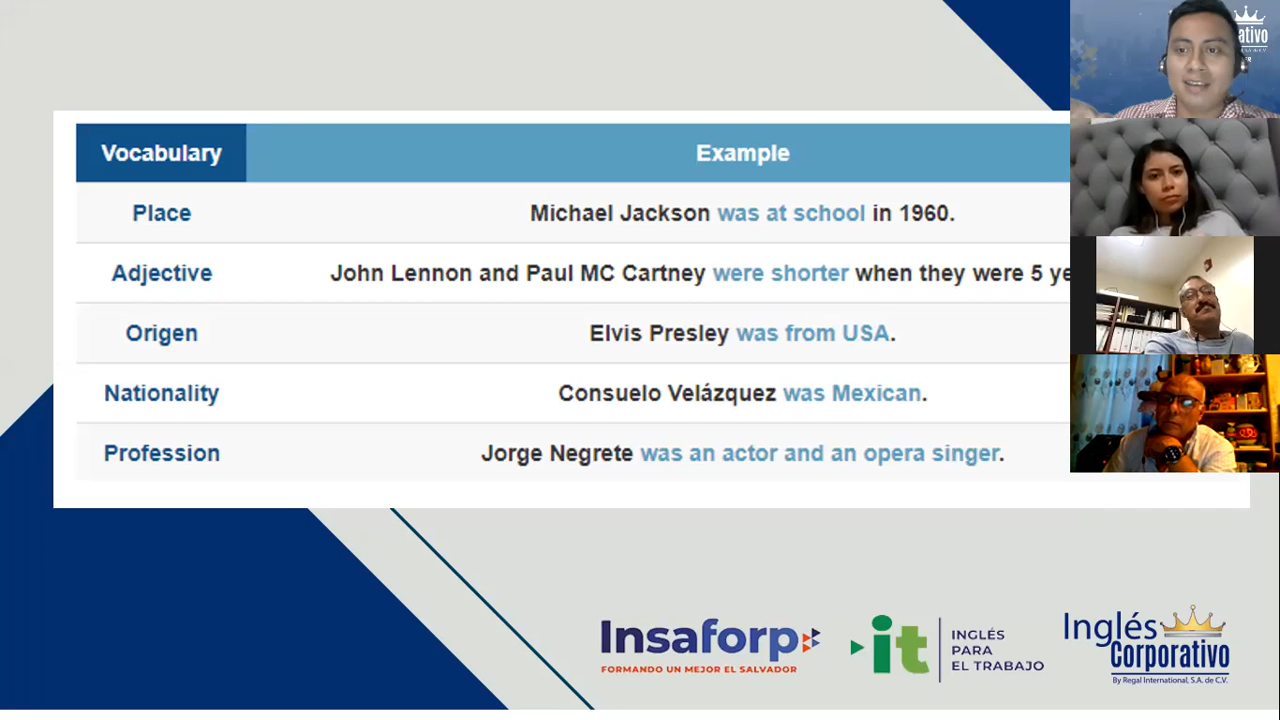 Vocabulary Example
Place Michael Jackson was at school in 1960.
Adjective John Lennon and Paul MC Cartney were shorter when they were 5
Origen Elvis Presley was from USA.
Nationality Consuelo Velázquez was Mexican.
Profession Jorge Negrete was an actor and an opera singer.
Insaforp
FORMANDO UN MEJOR EL SALVADOR
it
INGLÉS
PARA
EL TRABAJO
Inglés
Corporativo
By Regal International, S.A. de C.V.